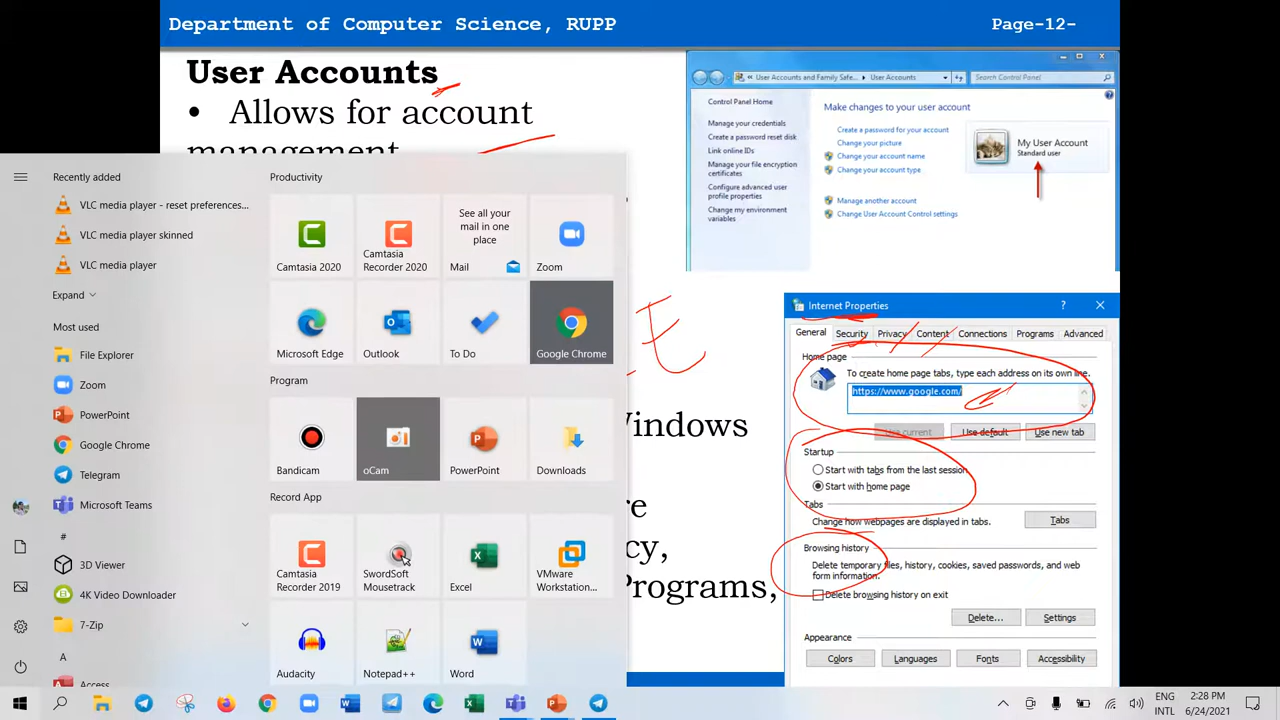 Department of Computer Science, RUPP
Page-12-
User Accounts
• Allows for account
management
E
Windows
re
cy,
Programs,
User Accounts and Family Safe...
User Accounts
Search Control Panel
Control Panel Home
Manage your credentials
Create a password reset disk
Link online IDs
Manage your file encryption
certificates
Configure advanced user
profile properties
Change my environment
variables
Make changes to your user account
Create a password for your account
Change your picture
Change your account name
Change your account type
Manage another account
Change User Account Control settings
My User Account
Standard user
Internet Properties
General
Security
Privacy
Content
Connections
Programs
Advanced
Home page
To create home page tabs, type each address on its own line.
https://www.google.com/
Use current
Use default
Use new tab
Startup
Start with tabs from the last session
Start with home page
Tabs
Change how webpages are displayed in tabs.
Tabs
Browsing history
Delete temporary files, history, cookies, saved passwords, and web
form information.
Delete browsing history on exit
Delete...
Settings
Appearance
Colors
Languages
Fonts
Accessibility
Recently added
VLC media player - reset preferences...
VLC media player skinned
VLC media player
Expand
Most used
File Explorer
Zoom
PowerPoint
Google Chrome
Telegram
Microsoft Teams
#
3D Viewer
4K Video Downloader
7-Zip
A
Access
Productivity
Camtasia 2020
Camtasia
Recorder 2020
See all your
mail in one
place
Mail
Zoom
Microsoft Edge
Outlook
To Do
Google Chrome
Program
Bandicam
oCam
PowerPoint
Downloads
Record App
Camtasia
Recorder 2019
SwordSoft
Mousetrack
Excel
VMware
Workstation...
Audacity
Notepad++
Word
ENG
INTL
2:28 PM
6/24/2021